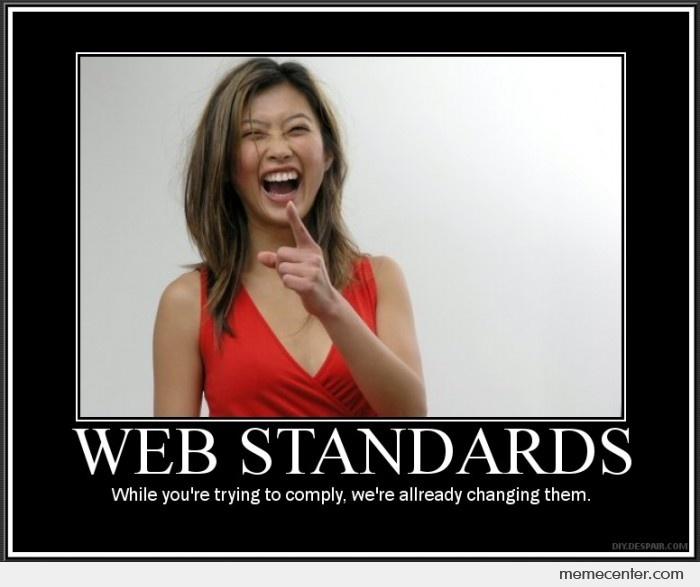 WEB STANDARDS
While you're trying to comply, we're allready changing them.
DIY.DESPAIR.COM
memecenter.com